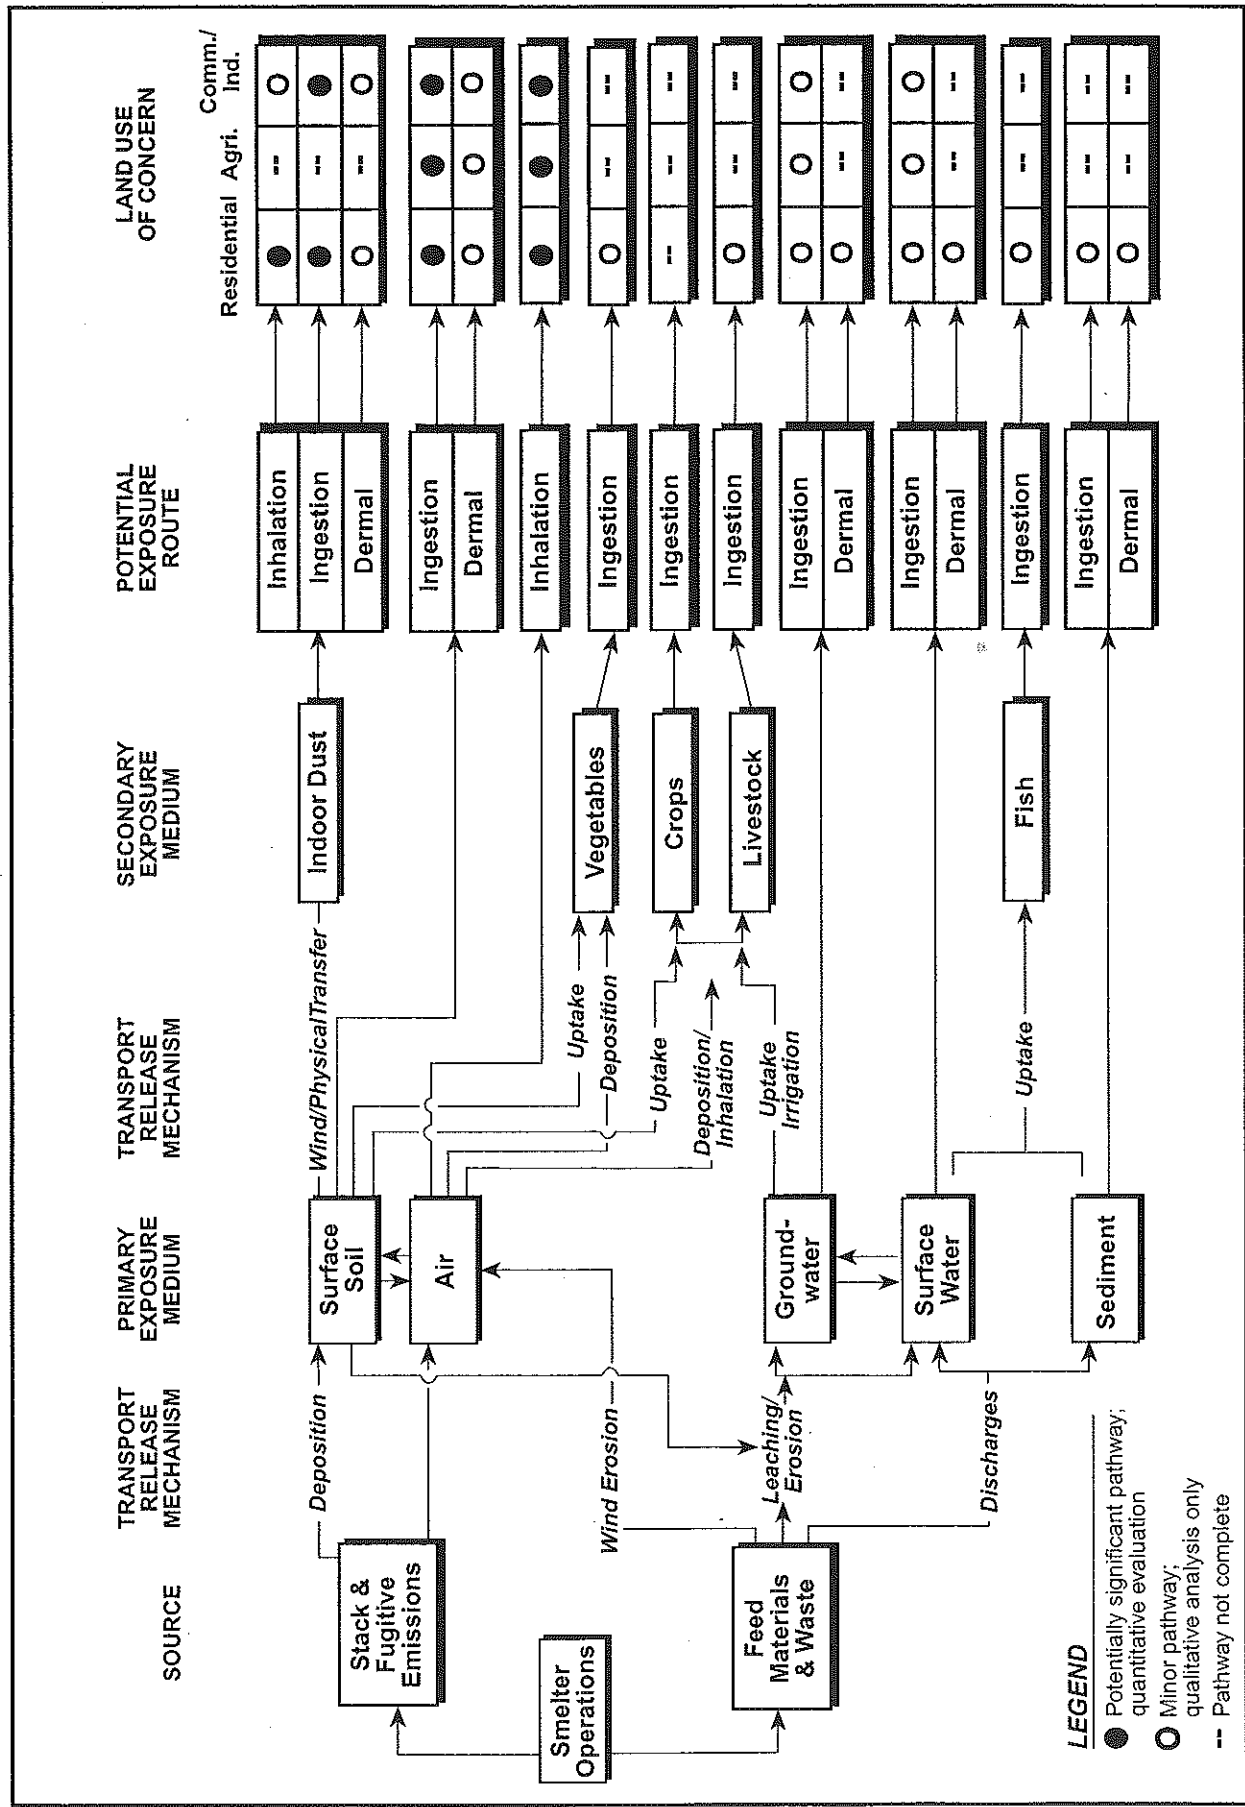 SOURCE
TRANSPORT
RELEASE
MECHANISM
PRIMARY
EXPOSURE
MEDIUM
TRANSPORT
RELEASE
MECHANISM
SECONDARY
EXPOSURE
MEDIUM
POTENTIAL
EXPOSURE
ROUTE
LAND USE
OF CONCERN
Residential Agri. Comm./
Ind.
Smelter
Operations
Stack &
Fugitive
Emissions
Feed
Materials
& Waste
Deposition
Wind Erosion
Leaching/
Erosion
Discharges
Surface
Soil
Air
Ground-
water
Surface
Water
Sediment
Wind/PhysicalTransfer
Uptake
Deposition
Uptake
Deposition/
Inhalation
Uptake
Irrigation
Uptake
Indoor Dust
Vegetables
Crops
Livestock
Fish
Inhalation ● -- O
Ingestion ● -- ●
Dermal O -- O
Ingestion ● ● ●
Dermal O O O
Inhalation ● ● ●
Ingestion O -- --
Ingestion -- -- --
Ingestion O -- --
Ingestion O O O
Dermal O -- --
Ingestion O O O
Dermal O -- --
Ingestion O -- --
Ingestion O -- --
Dermal O -- --
LEGEND
● Potentially significant pathway;
quantitative evaluation
O Minor pathway;
qualitative analysis only
-- Pathway not complete